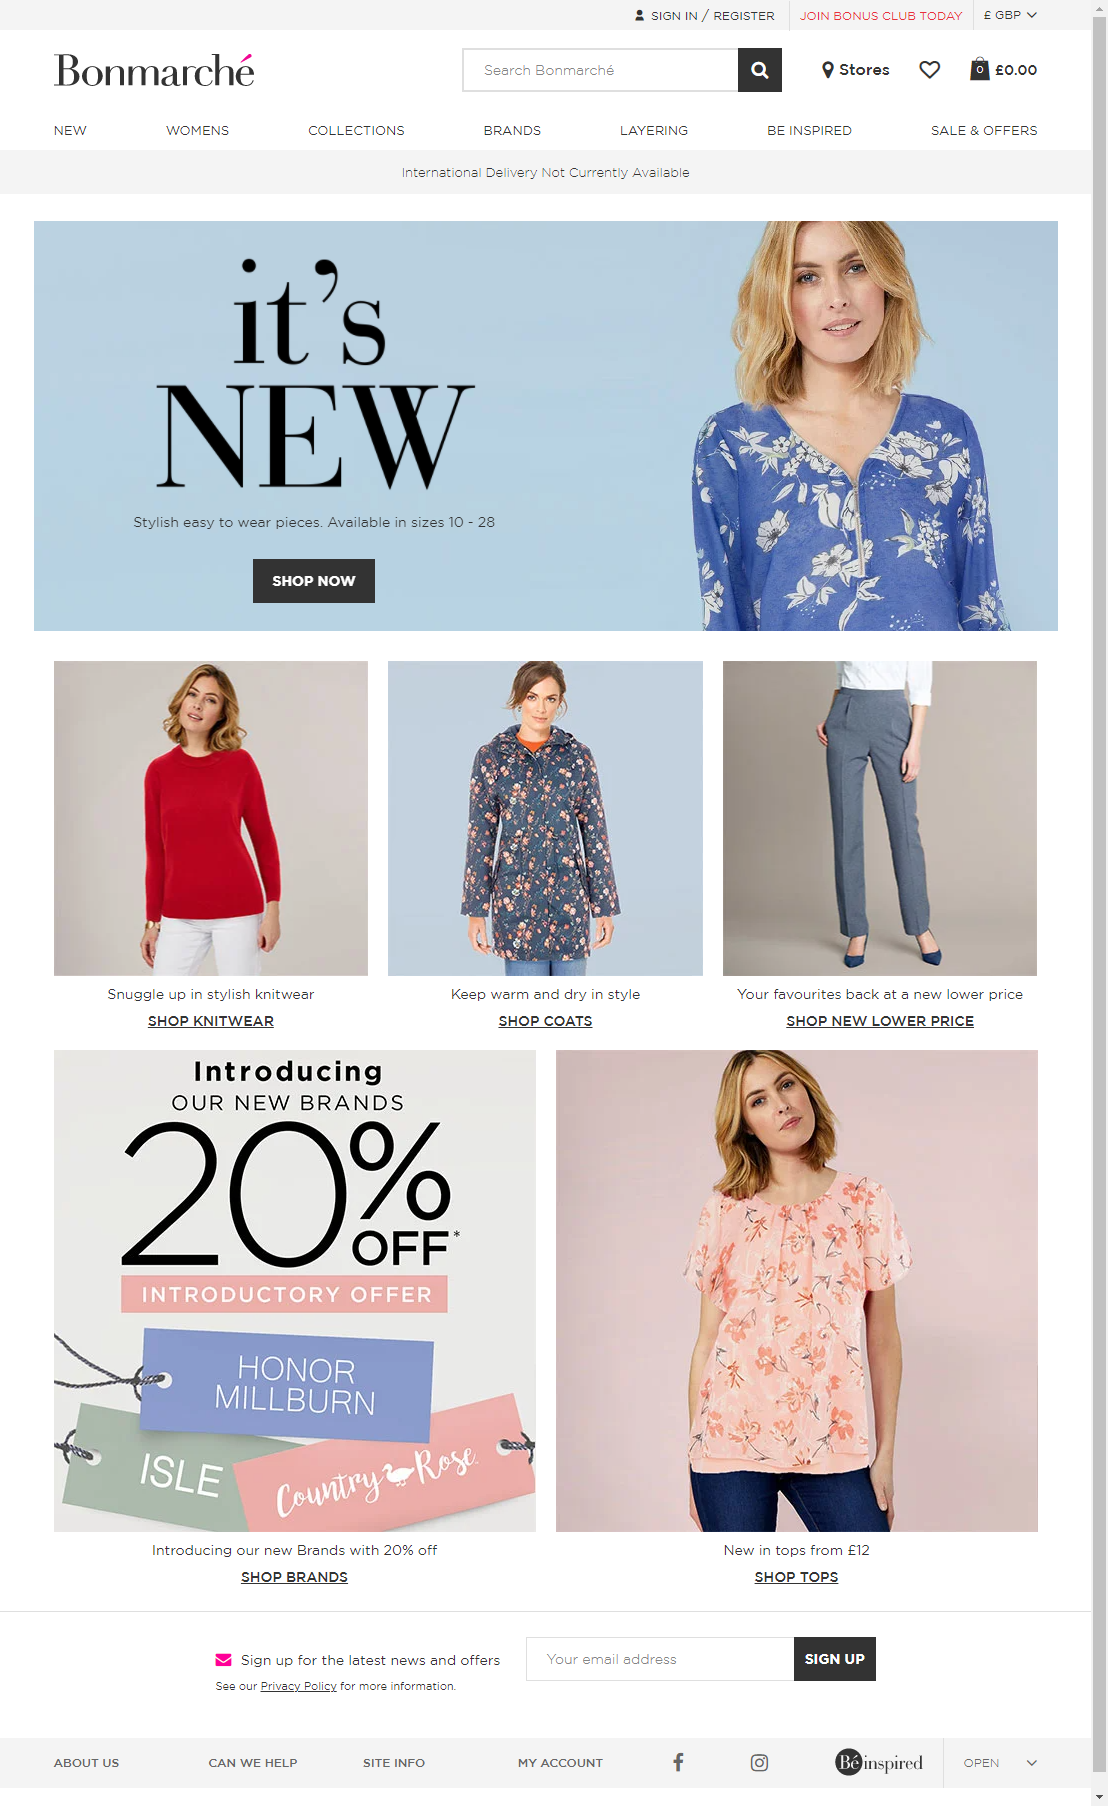 SIGN IN / REGISTER
JOIN BONUS CLUB TODAY
£ GBP
Bonmarché
Search Bonmarché
Stores
0
£0.00
NEW
WOMENS
COLLECTIONS
BRANDS
LAYERING
BE INSPIRED
SALE & OFFERS
International Delivery Not Currently Available
it's
NEW
Stylish easy to wear pieces. Available in sizes 10 - 28
SHOP NOW
Snuggle up in stylish knitwear
SHOP KNITWEAR
Keep warm and dry in style
SHOP COATS
Your favourites back at a new lower price
SHOP NEW LOWER PRICE
Introducing
OUR NEW BRANDS
20%
OFF*
INTRODUCTORY OFFER
HONOR
MILLBURN
ISLE
Country Rose
Introducing our new Brands with 20% off
SHOP BRANDS
New in tops from £12
SHOP TOPS
Sign up for the latest news and offers
See our Privacy Policy for more information.
Your email address
SIGN UP
ABOUT US
CAN WE HELP
SITE INFO
MY ACCOUNT
Bé inspired
OPEN